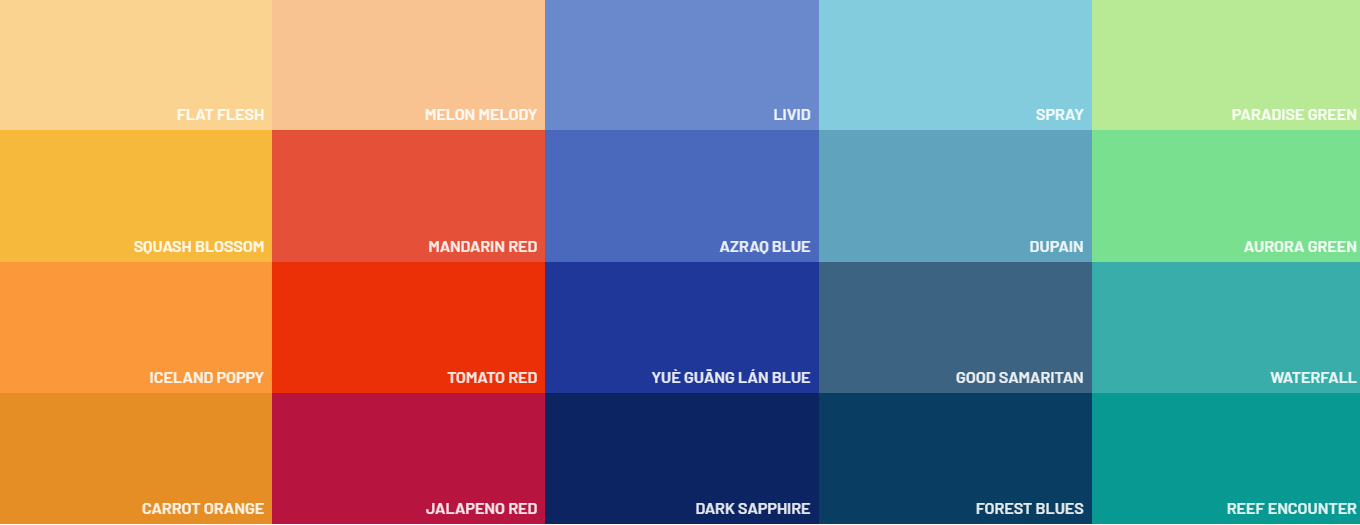 FLAT FLESH
MELON MELODY
LIVID
SPRAY
PARADISE GREEN
SQUASH BLOSSOM
MANDARIN RED
AZRAQ BLUE
DUPAIN
AURORA GREEN
ICELAND POPPY
TOMATO RED
YUÈ GUĀNG LÁN BLUE
GOOD SAMARITAN
WATERFALL
CARROT ORANGE
JALAPENO RED
DARK SAPPHIRE
FOREST BLUES
REEF ENCOUNTER